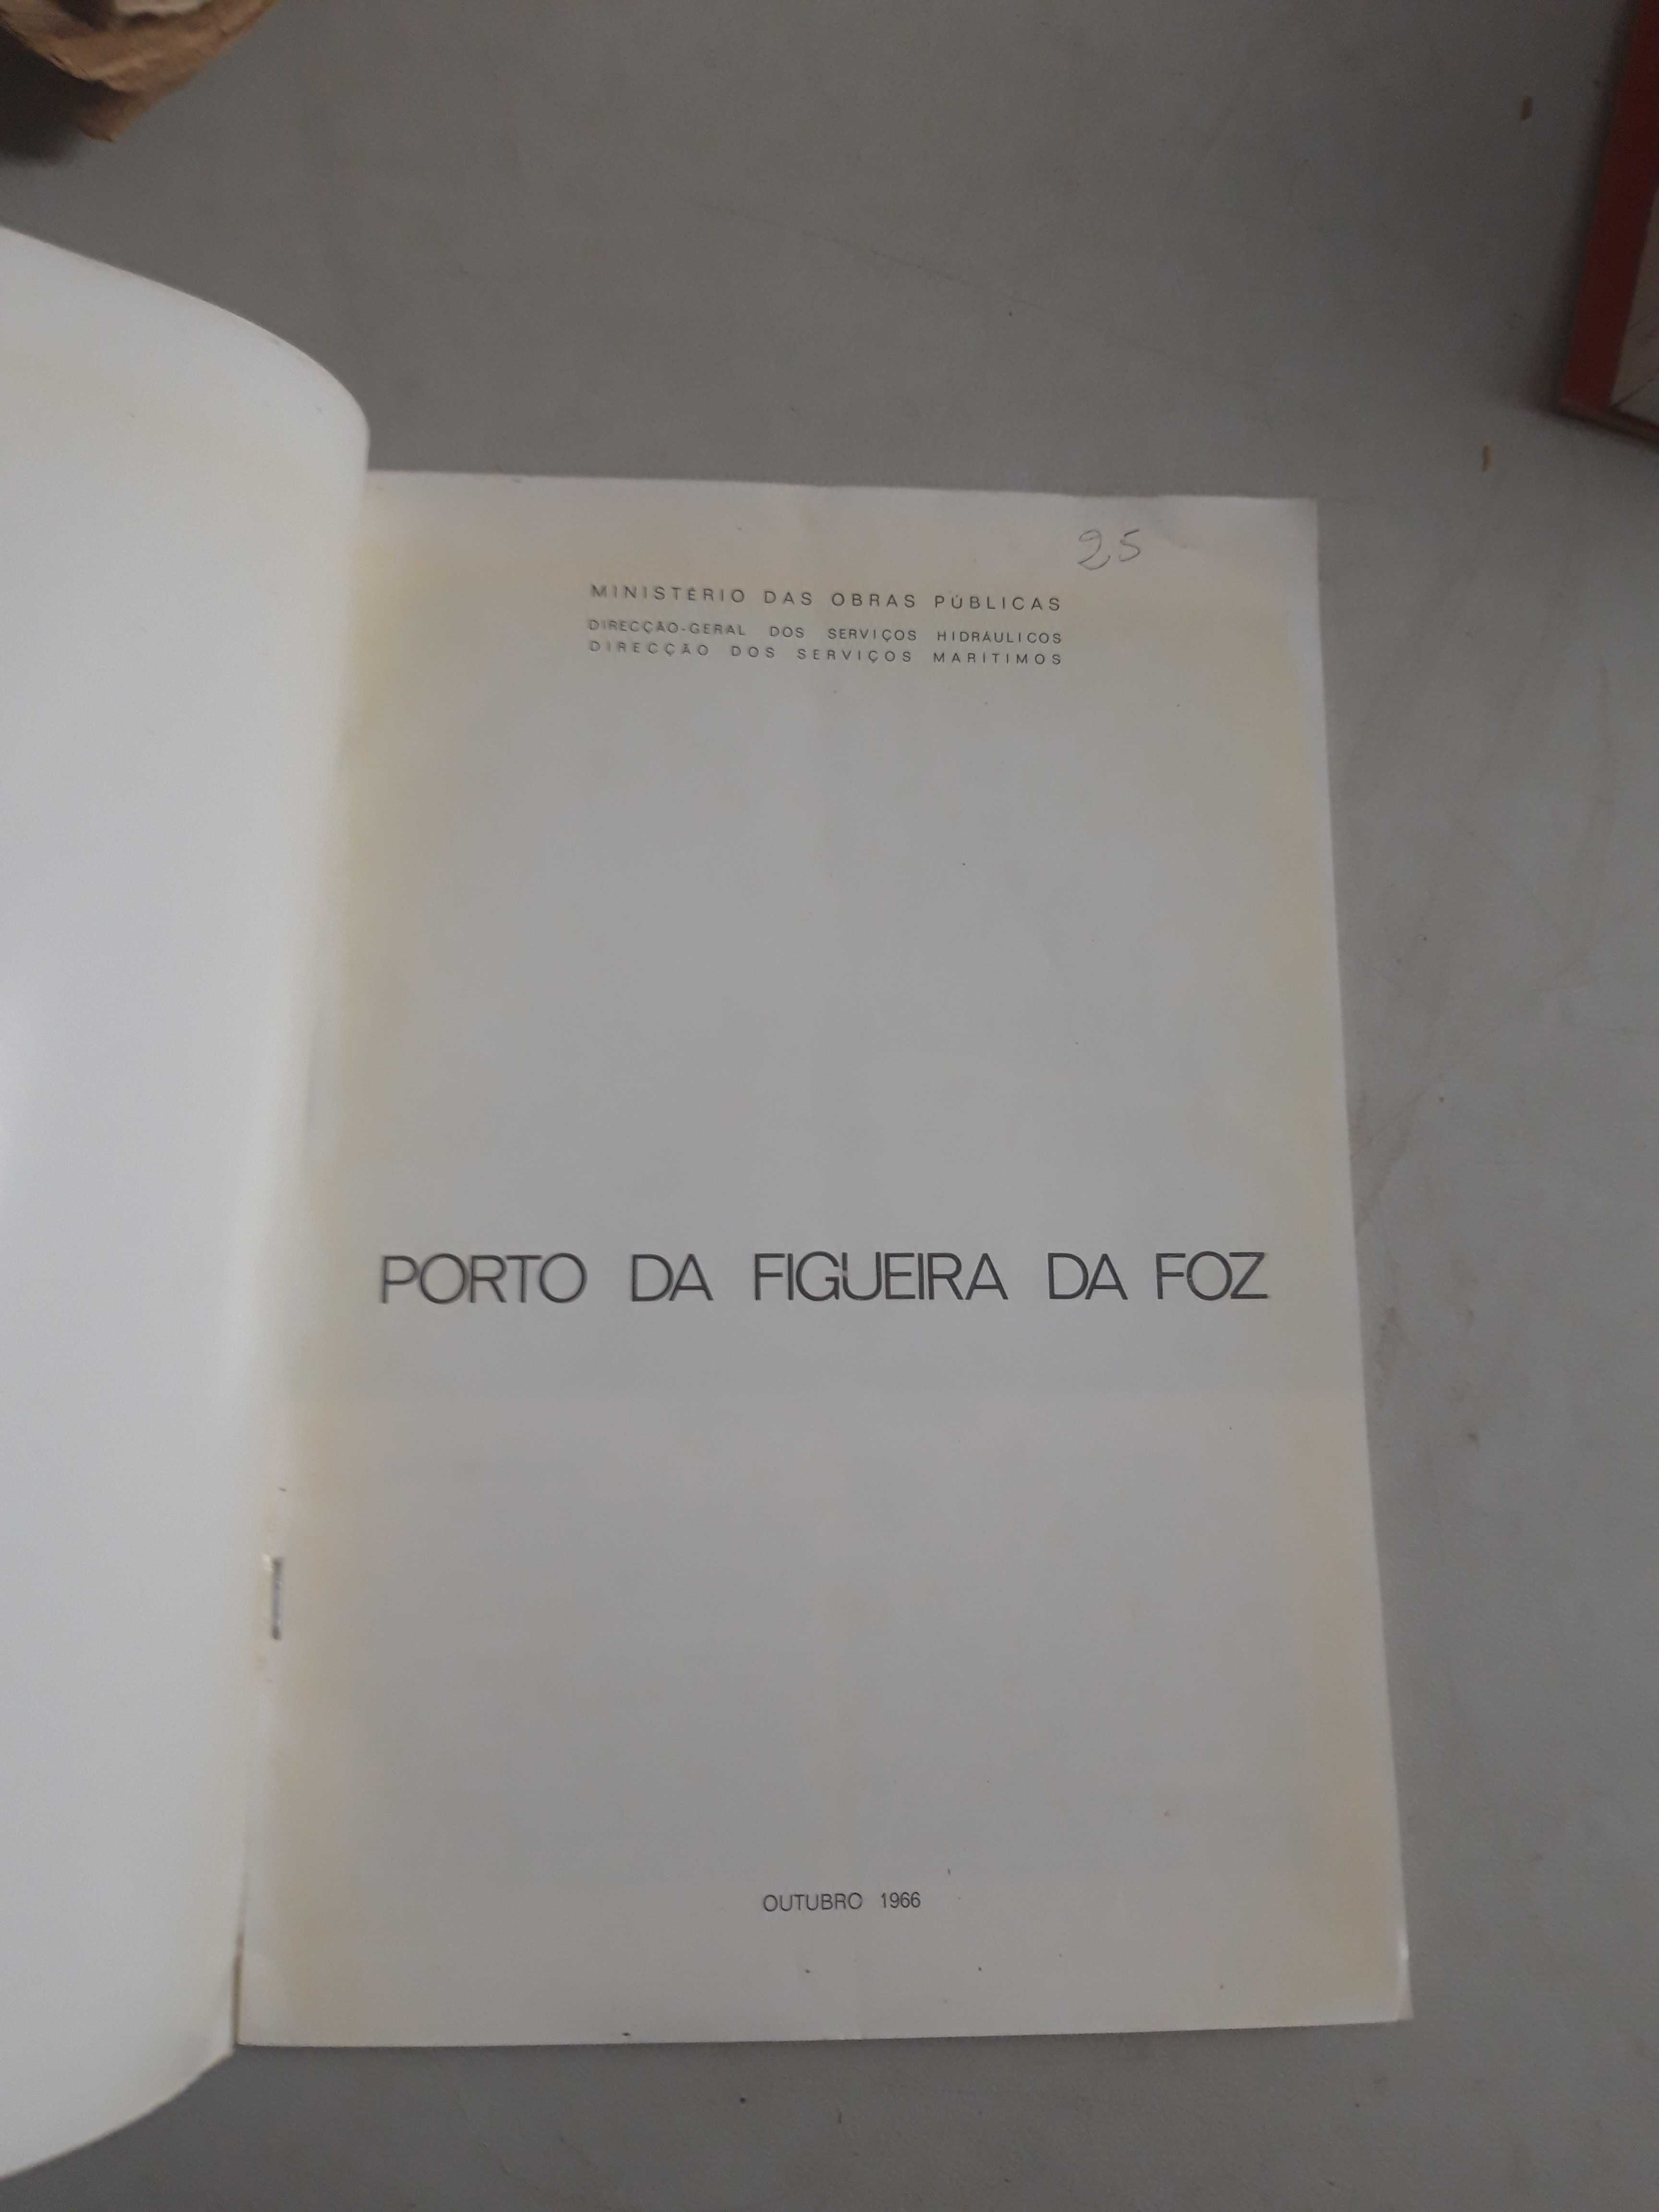 25
MINISTÉRIO DAS OBRAS PÚBLICAS
DIRECÇÃO-GERAL DOS SERVIÇOS HIDRÁULICOS
DIRECÇÃO DOS SERVIÇOS MARÍTIMOS
PORTO DA FIGUEIRA DA FOZ
OUTUBRO 1966